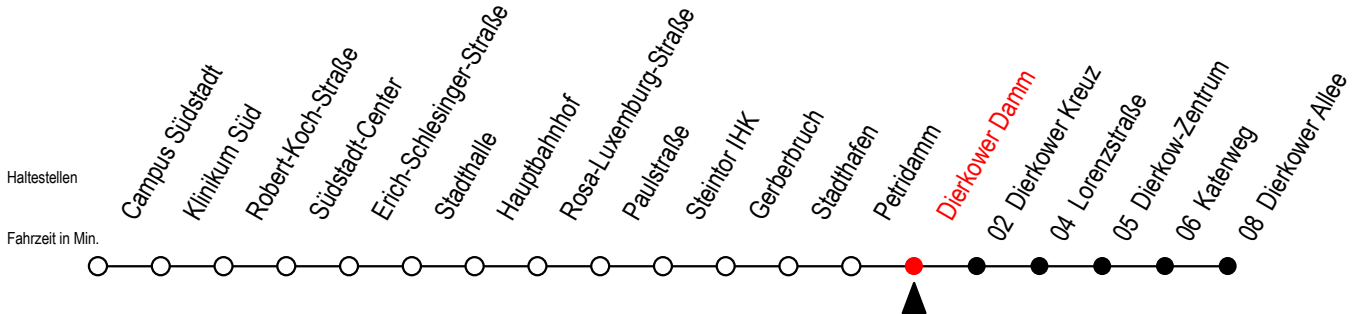 Haltestellen
Fahrzeit in Min.
Campus Südstadt
Klinikum Süd
Robert-Koch-Straße
Südstadt-Center
Erich-Schlesinger-Straße
Stadthalle
Hauptbahnhof
Rosa-Luxemburg-Straße
Paulstraße
Steintor IHK
Gerberbruch
Stadthafen
Petridamm
Dierkower Damm
02 Dierkower Kreuz
04 Lorenzstraße
05 Dierkow-Zentrum
06 Katerweg
08 Dierkower Allee